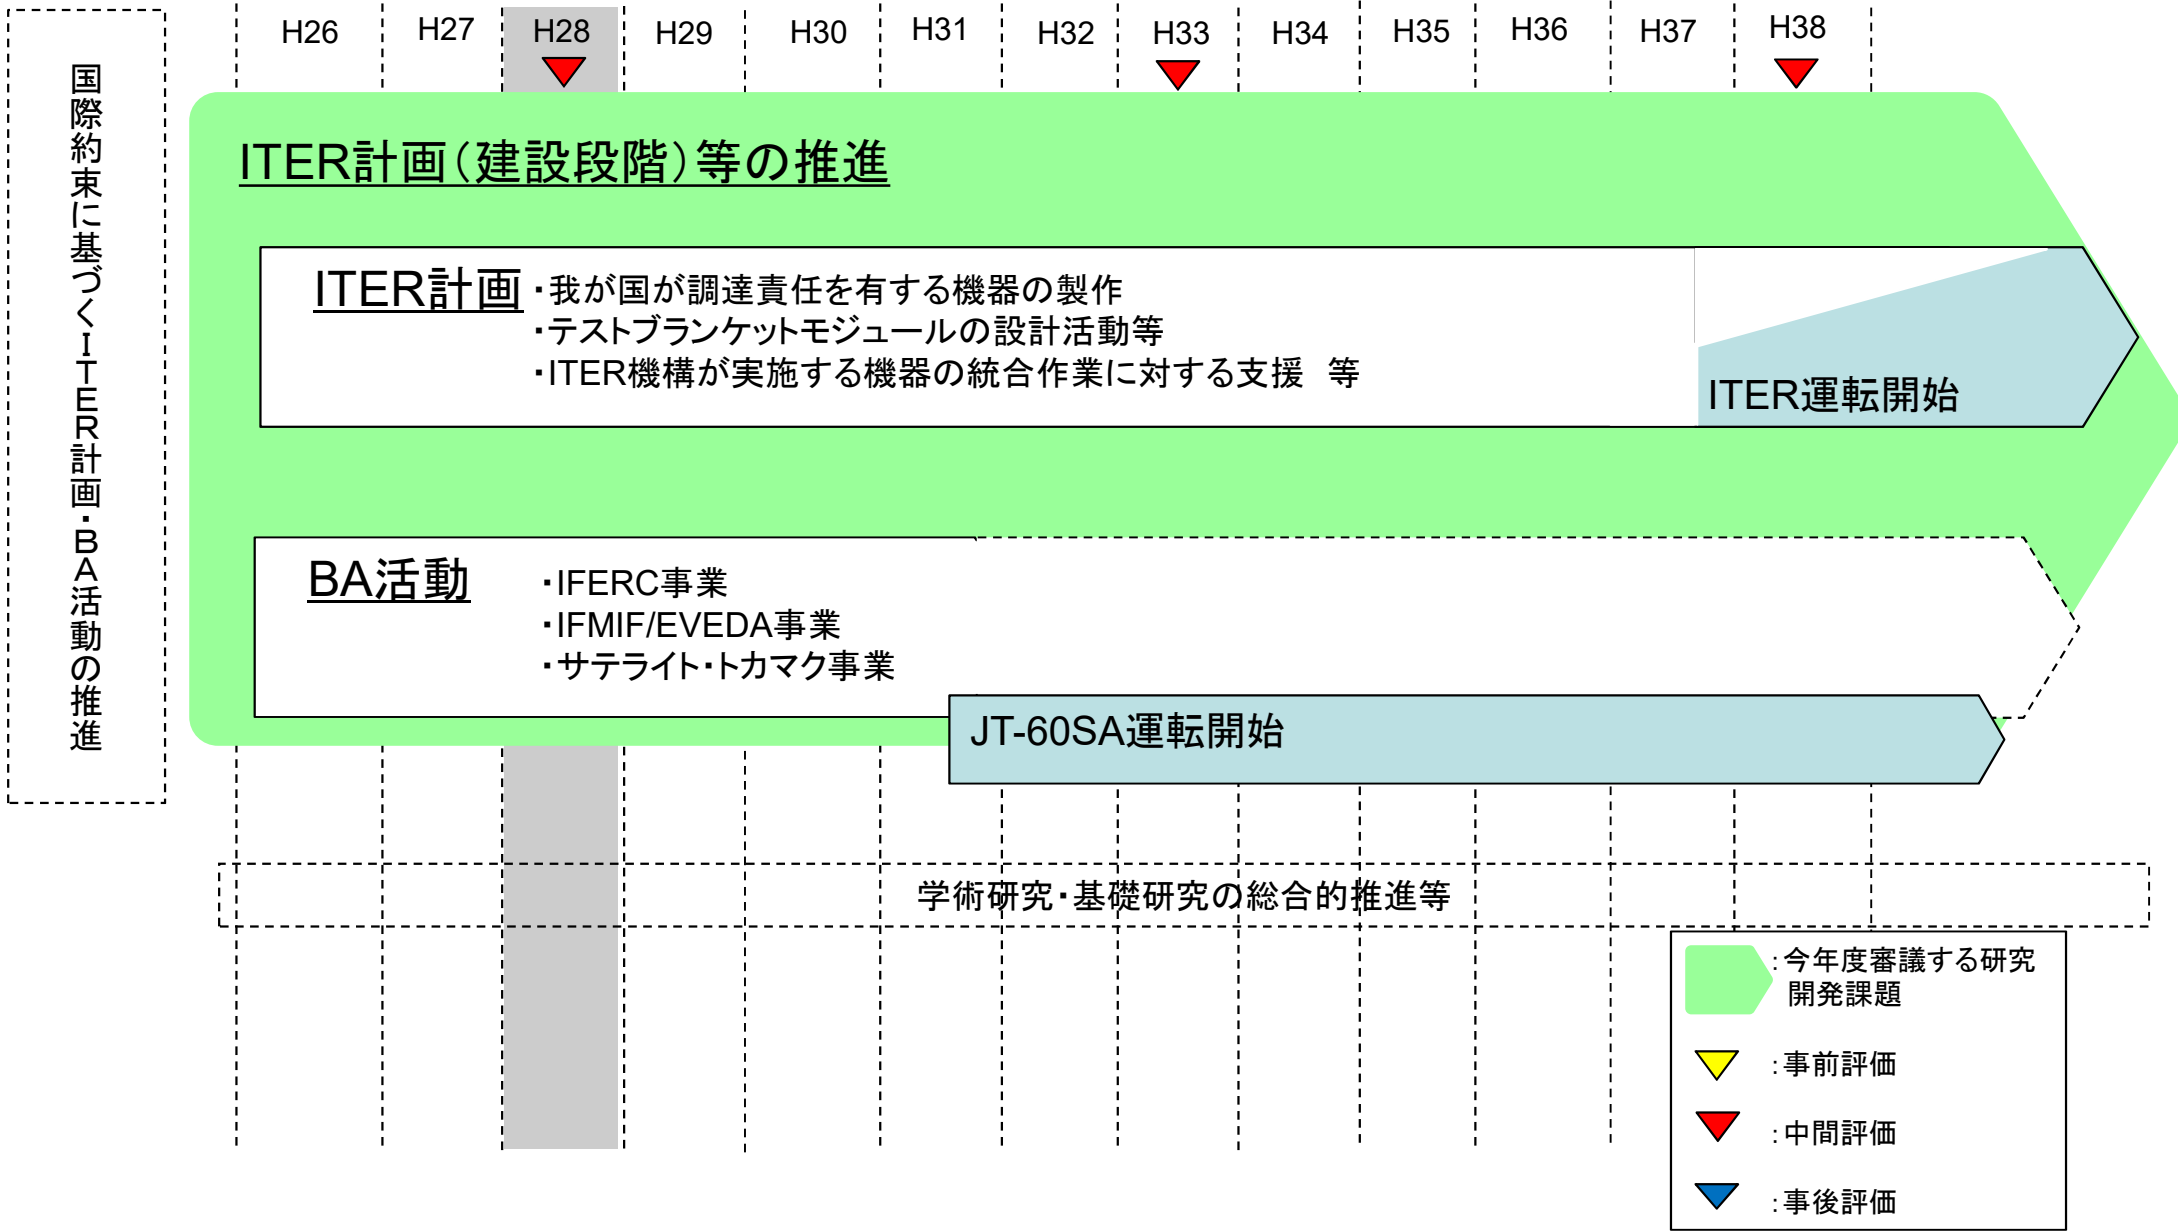 H26 H27 H28 H29 H30 H31 H32 H33 H34 H35 H36 H37 H38
国際約束に基づくITER計画・BA活動の推進
ITER計画(建設段階)等の推進
ITER計画
・我が国が調達責任を有する機器の製作
・テストブランケットモジュールの設計活動等
・ITER機構が実施する機器の統合作業に対する支援　等
ITER運転開始
BA活動
・IFERC事業
・IFMIF/EVEDA事業
・サテライト・トカマク事業
JT-60SA運転開始
学術研究・基礎研究の総合的推進等
:今年度審議する研究
開発課題
:事前評価
:中間評価
:事後評価